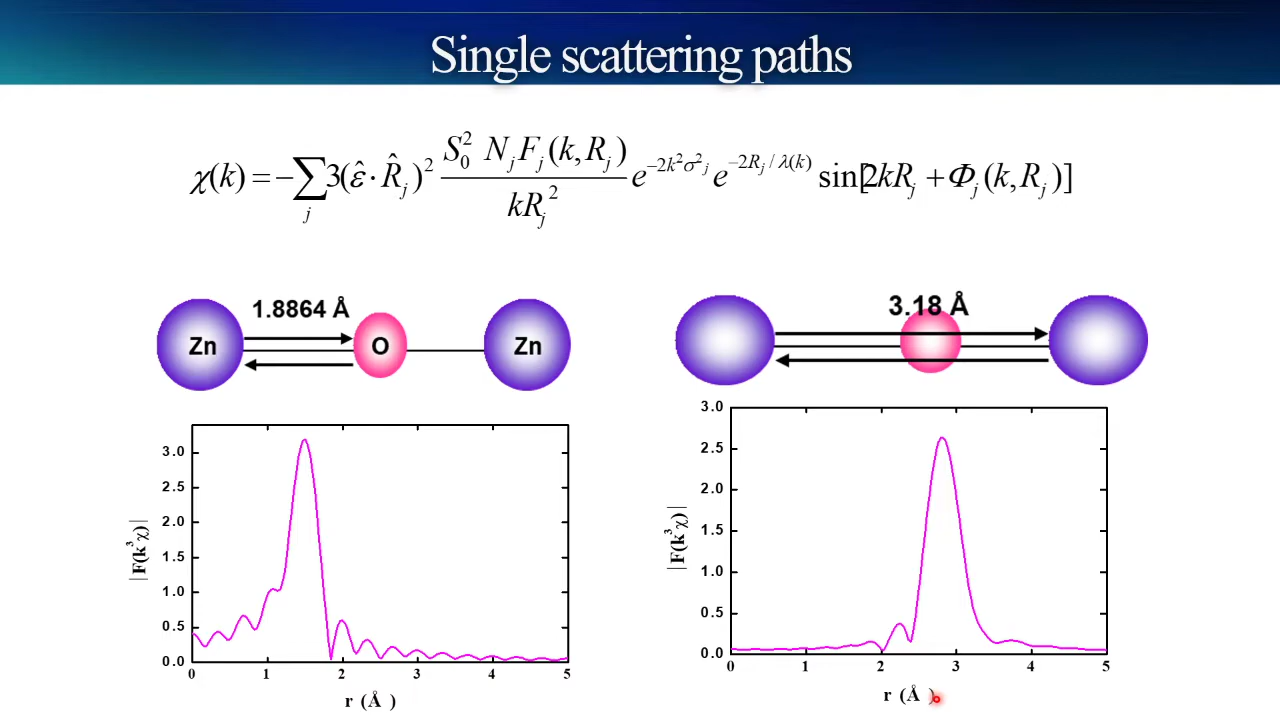 Single scattering paths
χ(k) = −∑j 3(ε̂ · R̂j)² S₀² NjFj(k, Rj) / kRj² e^−2k²σ²j e^−2Rj / λ(k) sin[2kRj + Φj(k, Rj)]
1.8864 Å
Zn O Zn
3.18 Å
|F(k³χ)|
3.0
2.5
2.0
1.5
1.0
0.5
0.0
0 1 2 3 4 5
r (Å)
|F(k³χ)|
3.0
2.5
2.0
1.5
1.0
0.5
0.0
0 1 2 3 4 5
r (Å)